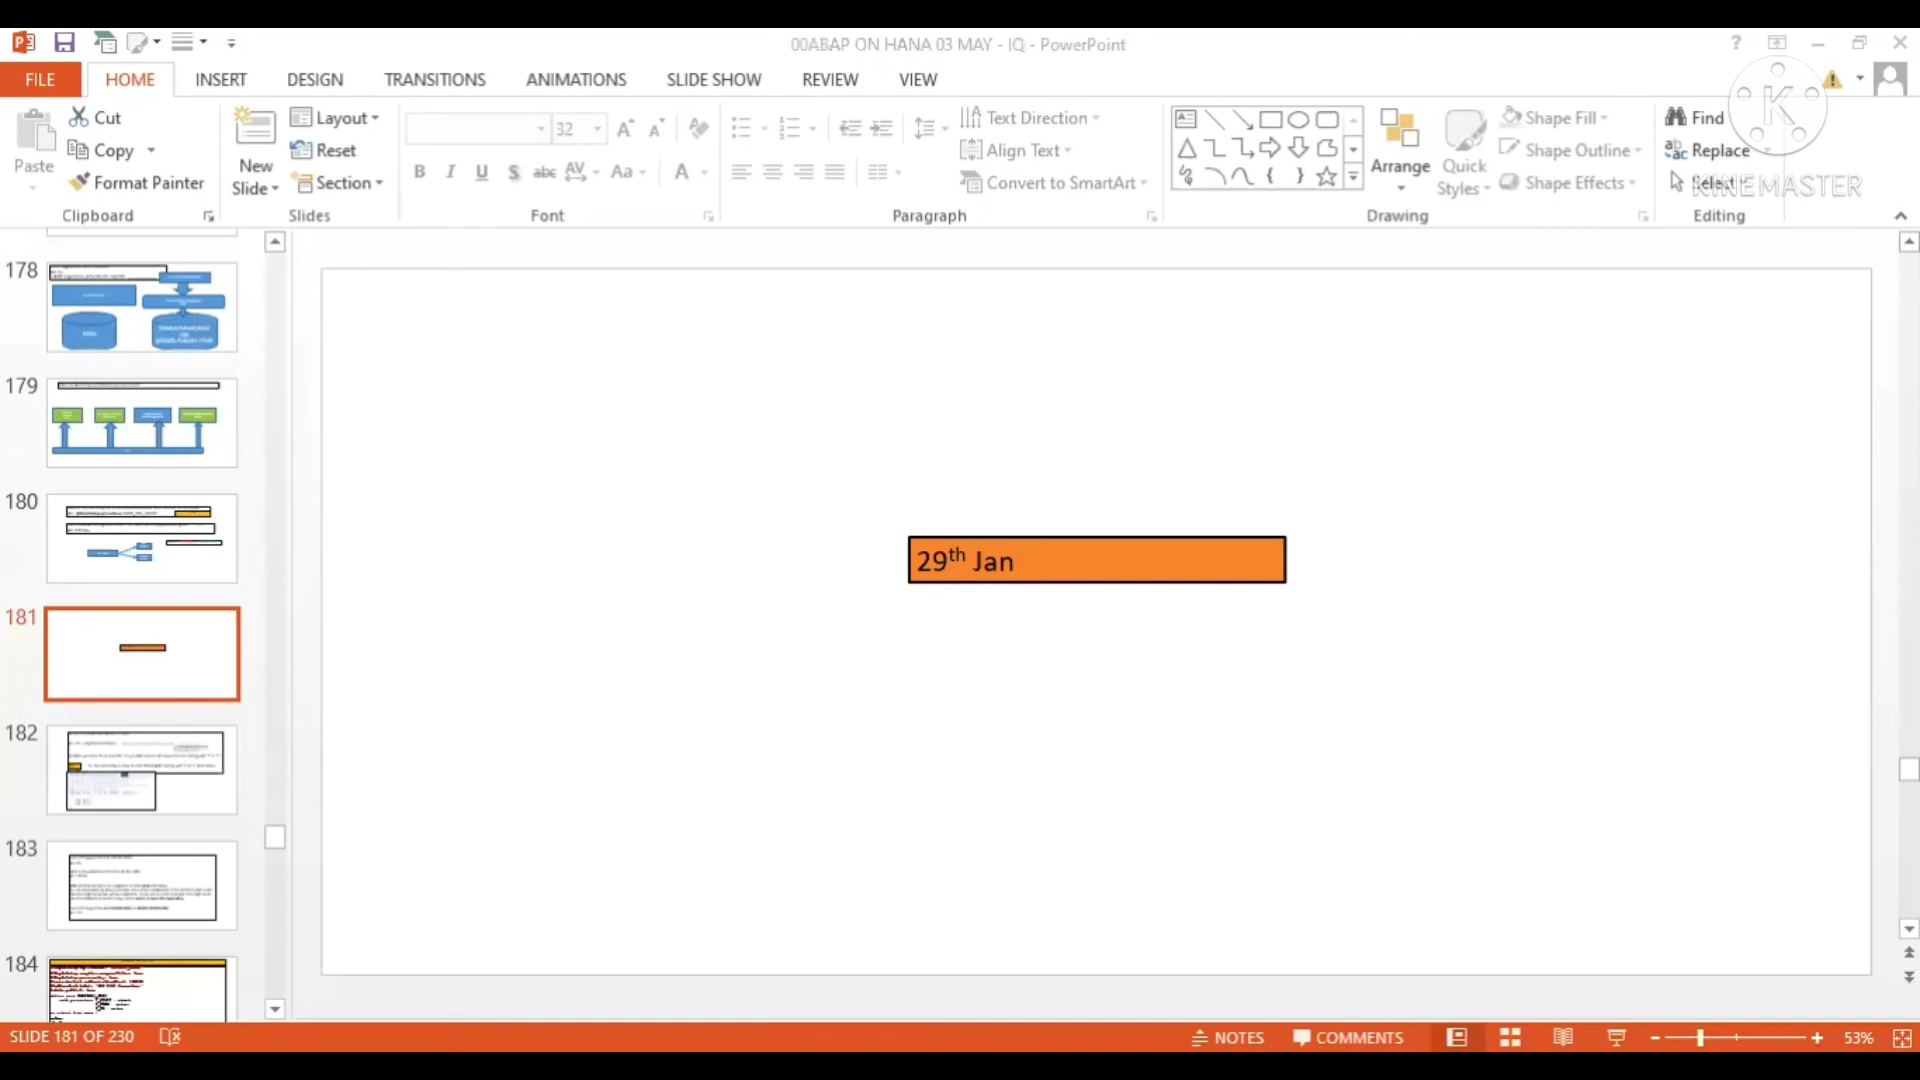 00ABAP ON HANA 03 MAY - IQ - PowerPoint
FILE HOME INSERT DESIGN TRANSITIONS ANIMATIONS SLIDE SHOW REVIEW VIEW
Paste
Cut
Copy
Format Painter
Clipboard
New
Slide
Layout
Reset
Section
Slides
32
B I U S abc AV Aa A
Font
Text Direction
Align Text
Convert to SmartArt
Paragraph
Arrange
Quick
Styles
Shape Fill
Shape Outline
Shape Effects
Drawing
Find
Replace
Select
Editing
KINEMASTER
178
179
180
181
182
183
184
29th Jan
SLIDE 181 OF 230
NOTES
COMMENTS
53%